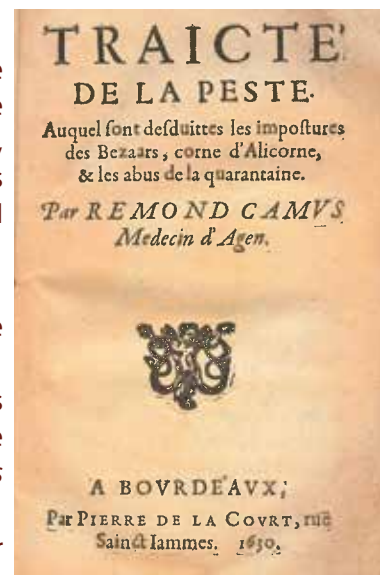 TRAICTE'
DE LA PESTE.
Auquel ſont deſduittes les impoſtures
des Bezaars, corne d'Alicorne,
& les abus de la quarantaine.
Par REMOND CAMVS
Medecin d'Agen.
A BOVRDEAVX,
Par PIERRE DE LA COVRT, ruë
Sainct Iammes. 1630.